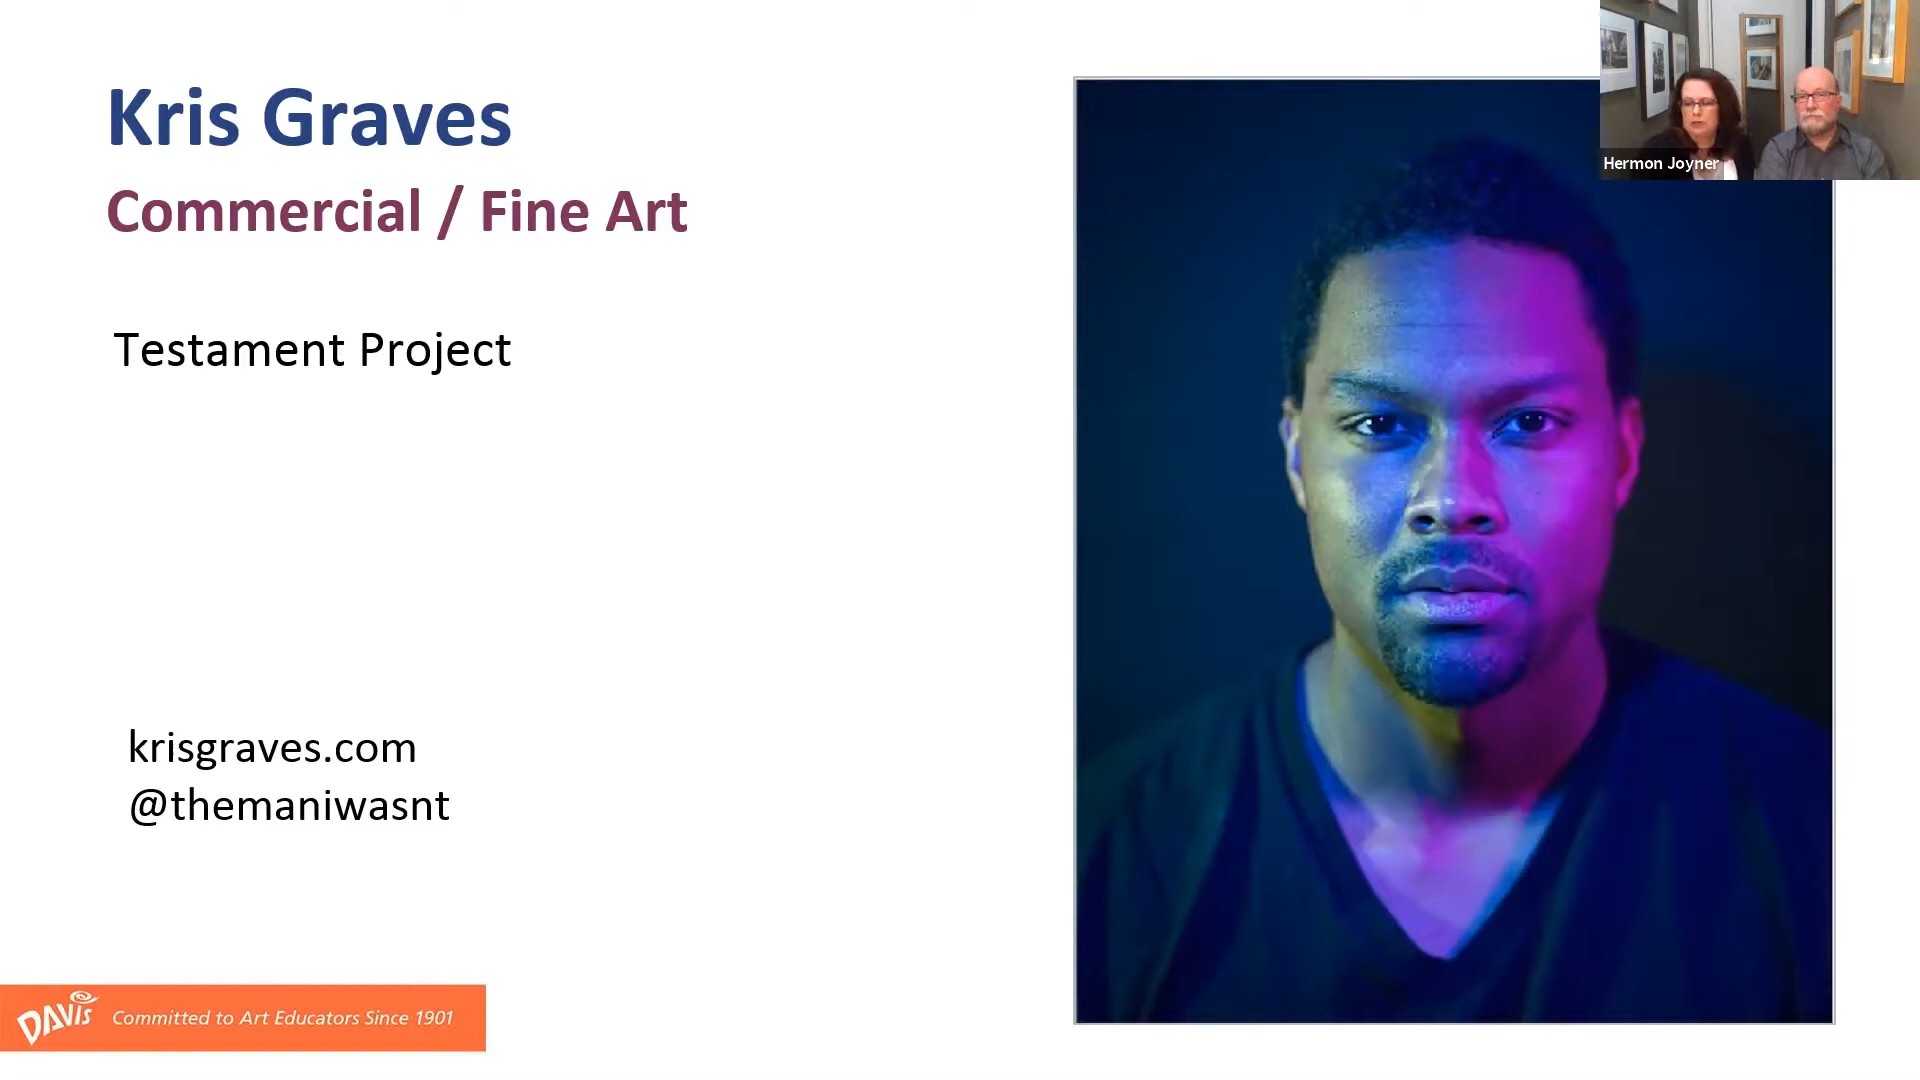 Kris Graves
Commercial / Fine Art
Testament Project
krisgraves.com
@themaniwasnt
DAVIS
Committed to Art Educators Since 1901
Hermon Joyner